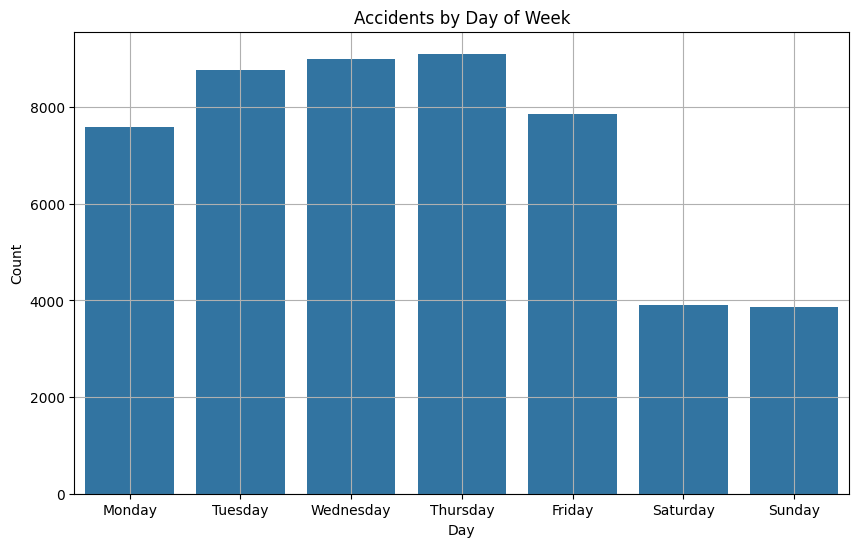 Accidents by Day of Week
Count
8000
6000
4000
2000
0
Monday Tuesday Wednesday Thursday Friday Saturday Sunday
Day